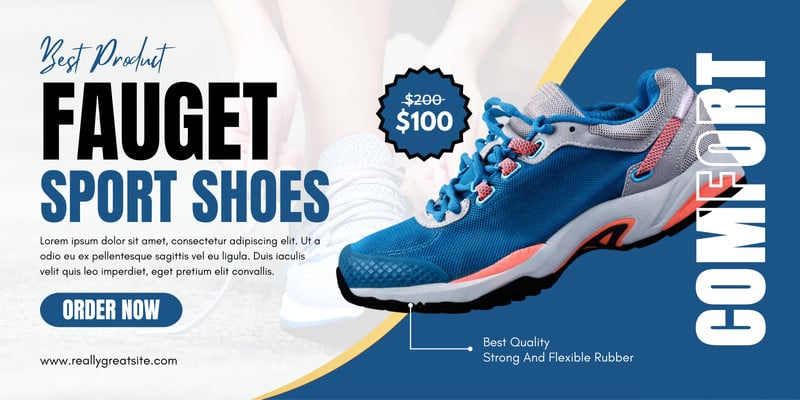 Best Product
FAUGET
SPORT SHOES
Lorem ipsum dolor sit amet, consectetur adipiscing elit. Ut a
odio eu ex pellentesque sagittis vel eu ligula. Duis iaculis
velit quis leo imperdiet, eget pretium elit convallis.
ORDER NOW
www.reallygreatsite.com
$200
$100
Best Quality
Strong And Flexible Rubber
COMFORT